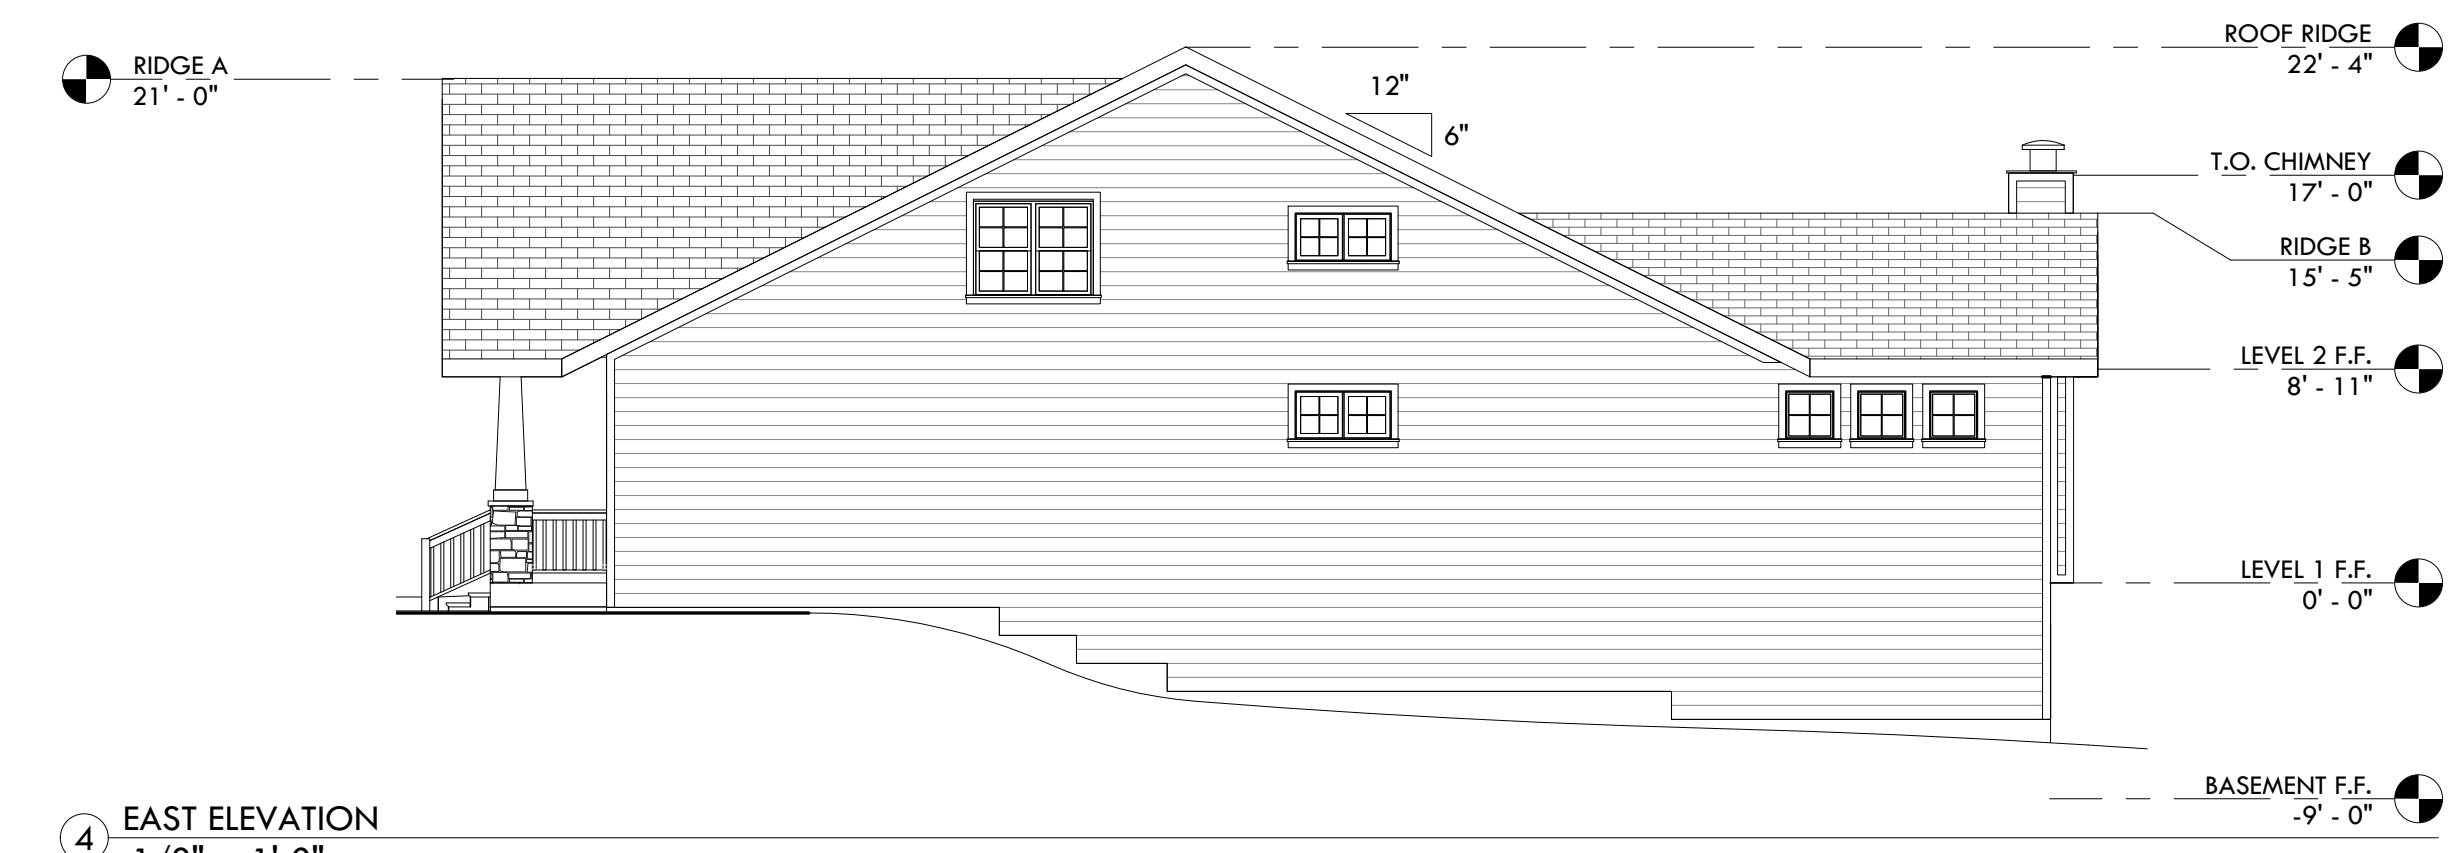 RIDGE A
21' - 0"
ROOF RIDGE
22' - 4"
12"
6"
T.O. CHIMNEY
17' - 0"
RIDGE B
15' - 5"
LEVEL 2 F.F.
8' - 11"
LEVEL 1 F.F.
0' - 0"
BASEMENT F.F.
-9' - 0"
4
EAST ELEVATION